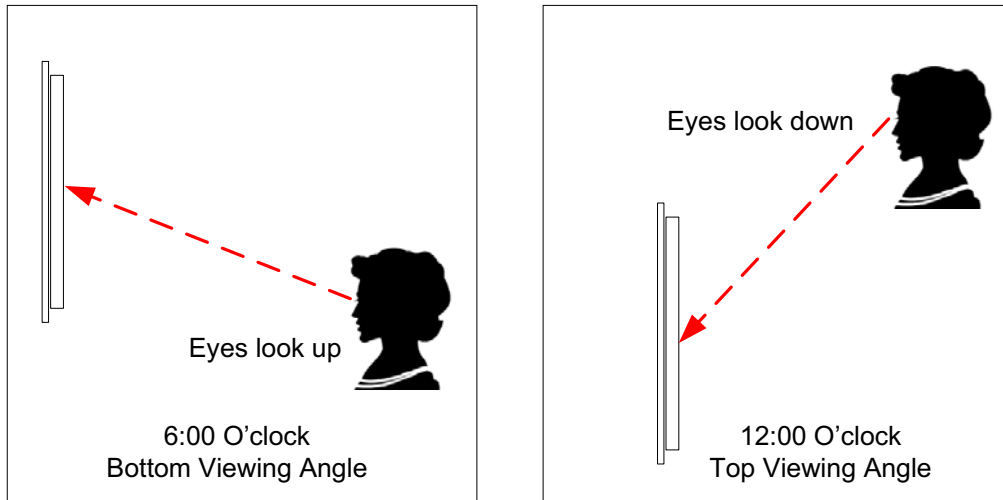 Eyes look up
6:00 O’clock
Bottom Viewing Angle
Eyes look down
12:00 O’clock
Top Viewing Angle